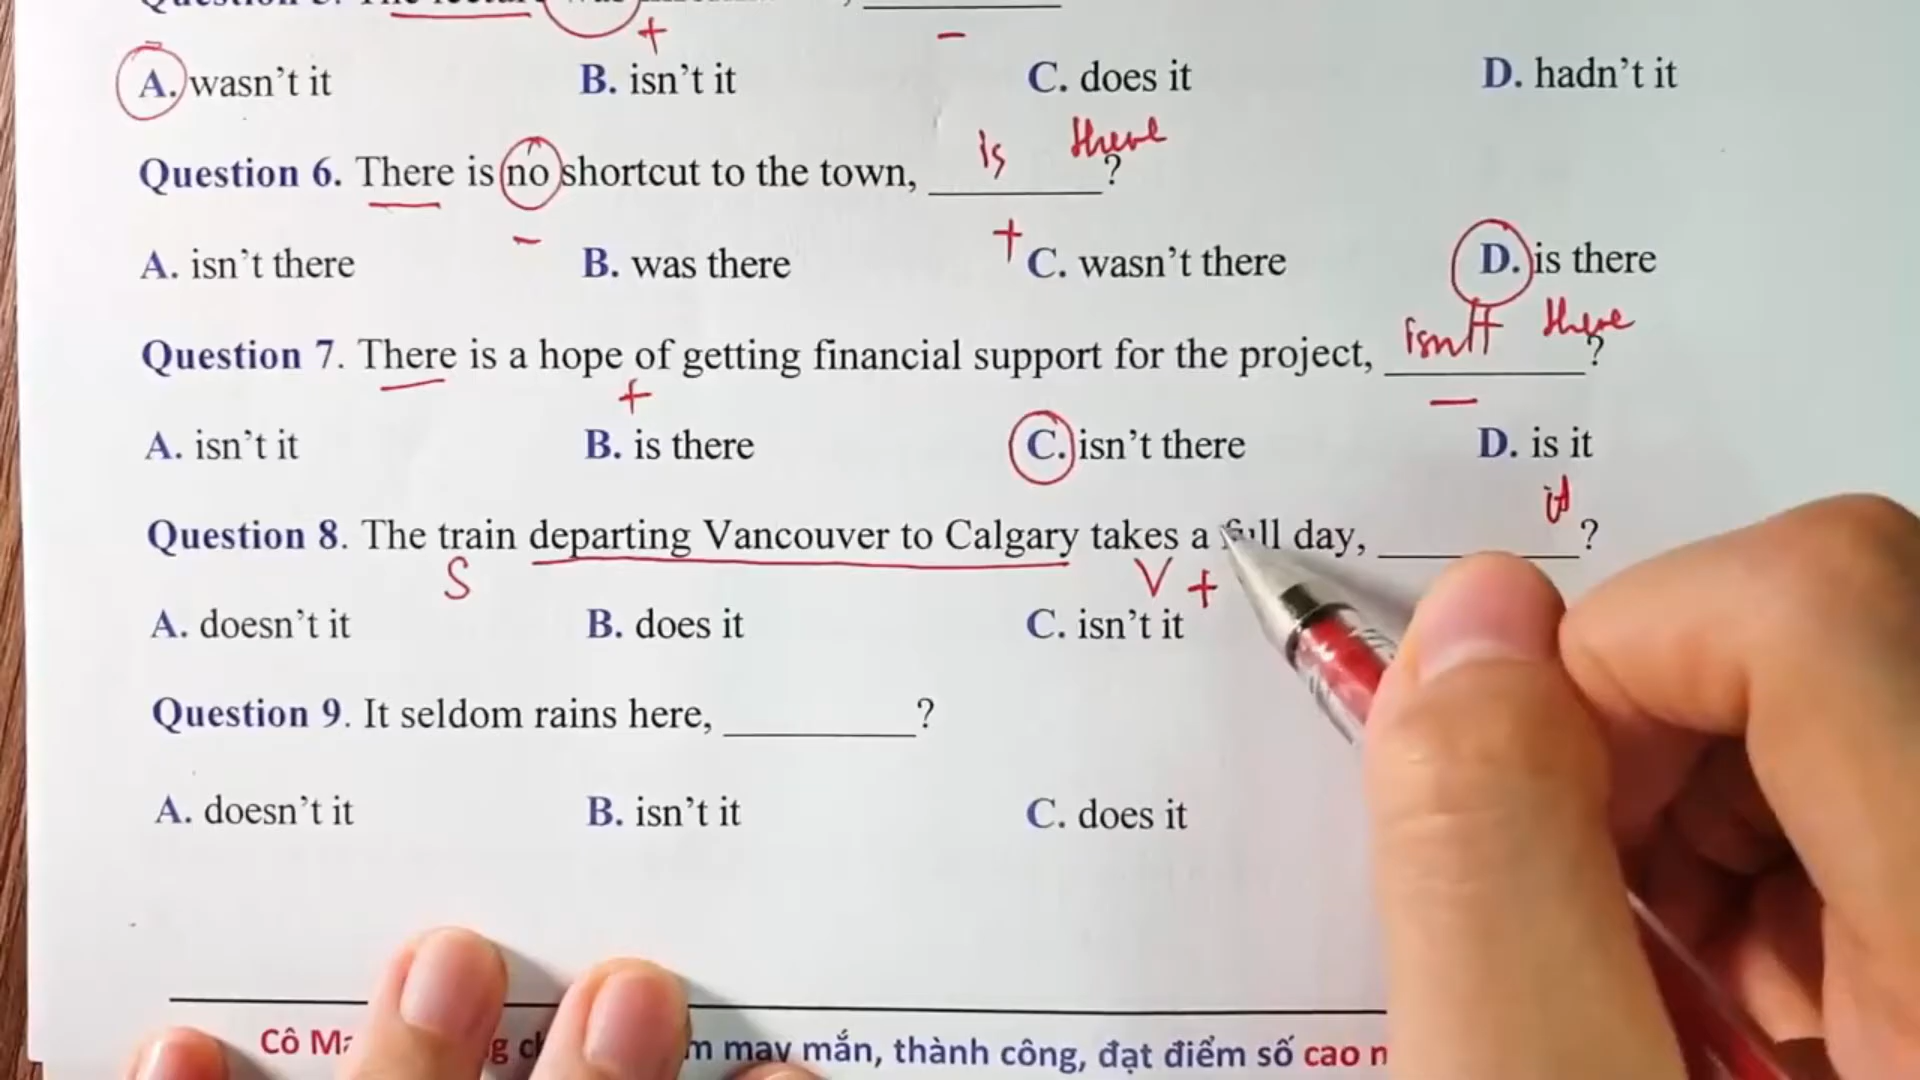 A. wasn't it B. isn't it C. does it D. hadn't it
is there
Question 6. There is no shortcut to the town, __________?
A. isn't there B. was there C. wasn't there D. is there
isn't there
Question 7. There is a hope of getting financial support for the project, __________?
A. isn't it B. is there C. isn't there D. is it
it
Question 8. The train departing Vancouver to Calgary takes a full day, __________?
S V +
A. doesn't it B. does it C. isn't it
Question 9. It seldom rains here, __________?
A. doesn't it B. isn't it C. does it
Cô may mắn, thành công, đạt điểm số cao